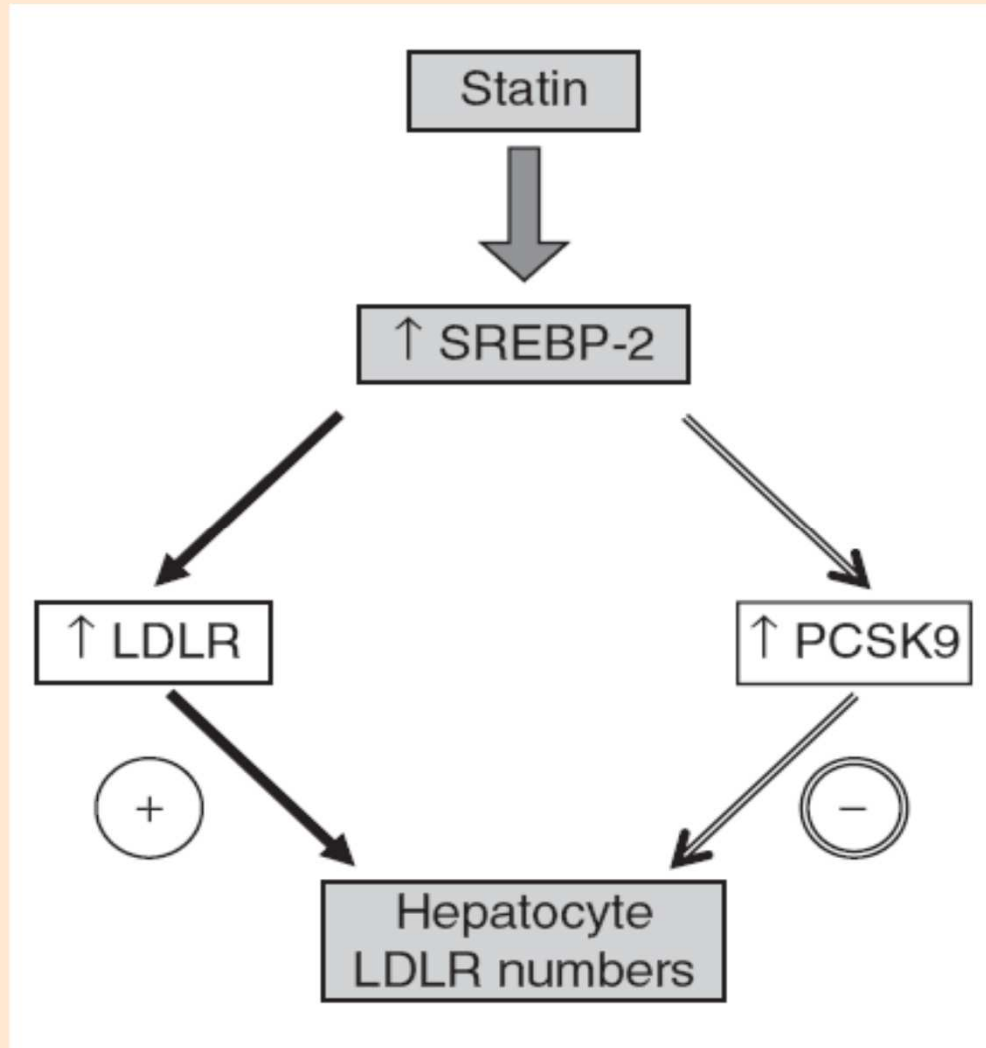 Statin
↑ SREBP-2
↑ LDLR
↑ PCSK9
+
−
Hepatocyte
LDLR numbers